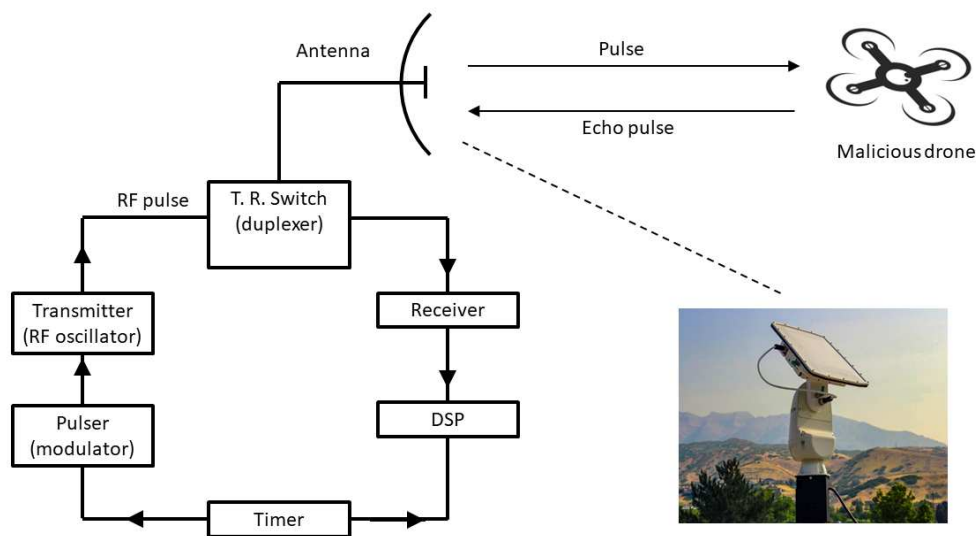 Antenna
Pulse
Echo pulse
Malicious drone
RF pulse
T. R. Switch
(duplexer)
Transmitter
(RF oscillator)
Receiver
Pulser
(modulator)
DSP
Timer